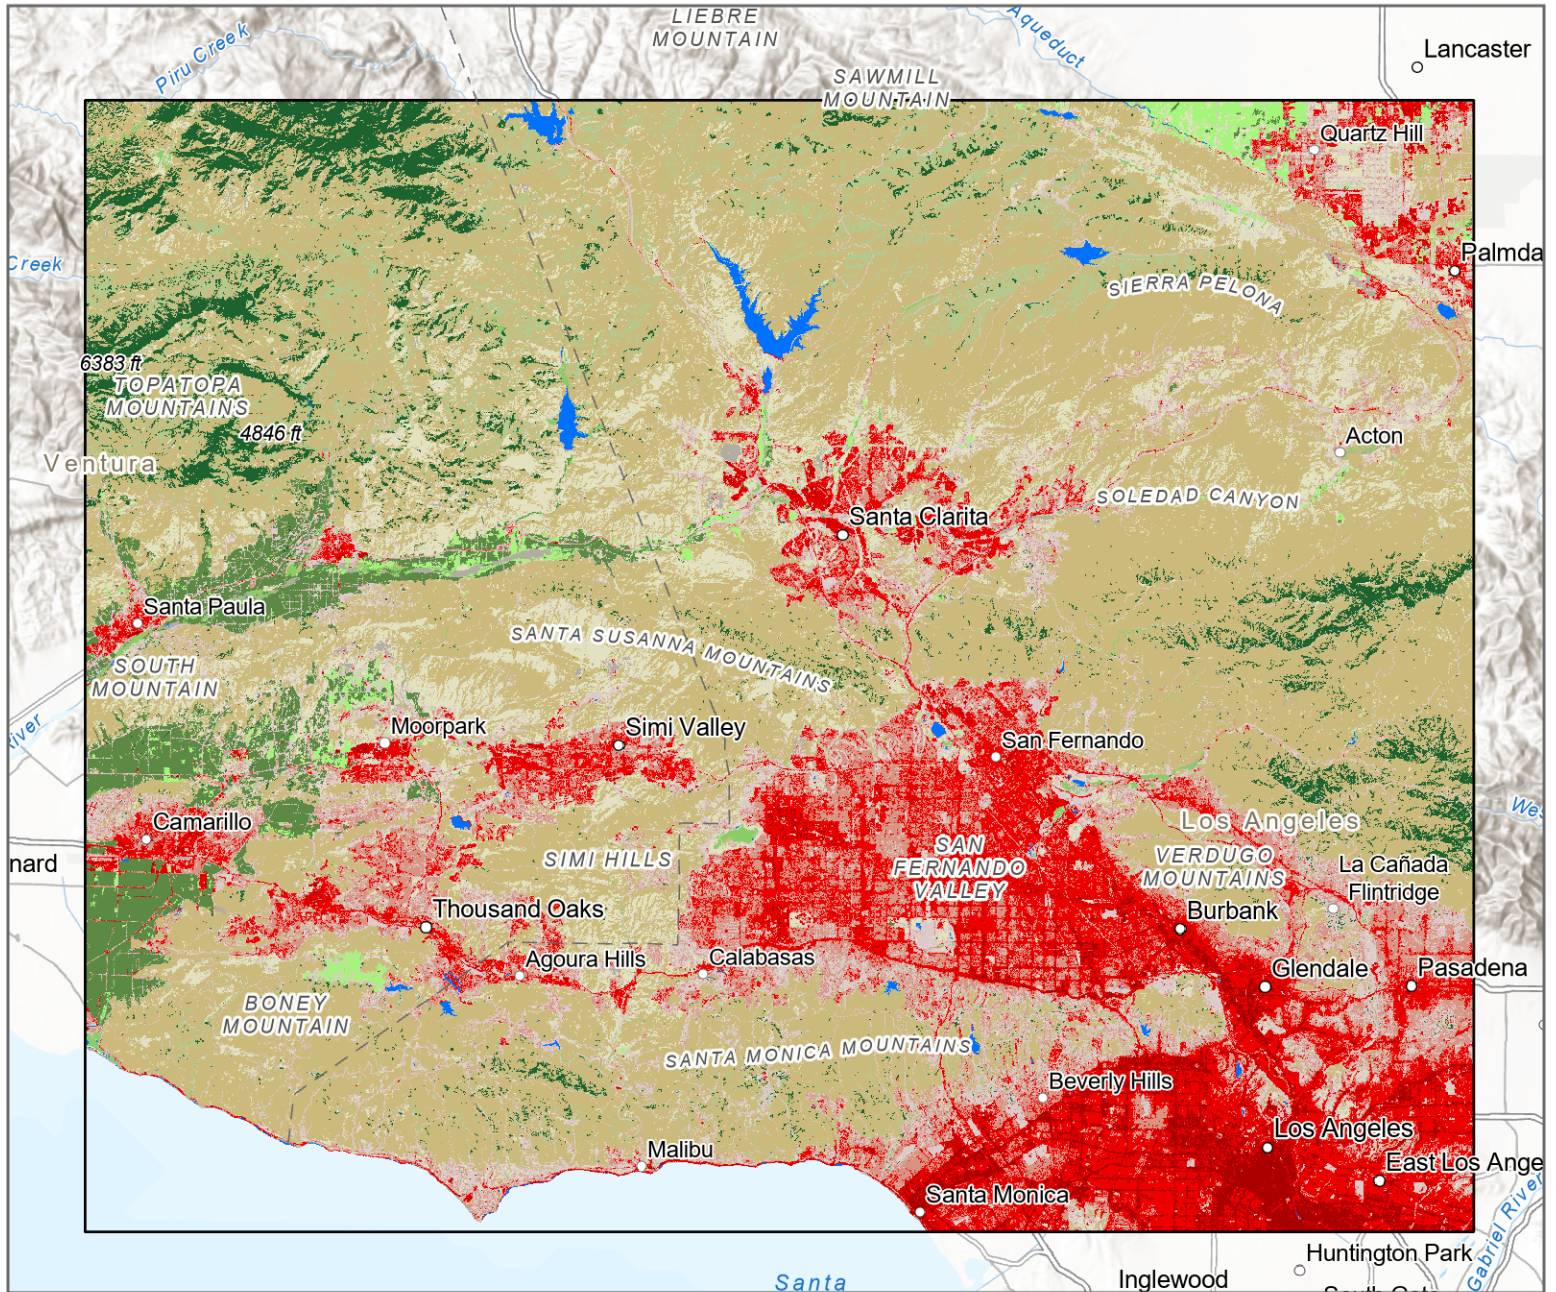 LIEBRE
MOUNTAIN
Piru Creek
Aqueduct
Lancaster
SAWMILL
MOUNTAIN
Quartz Hill
Creek
Palmda
SIERRA PELONA
6383 ft
TOPATOPA
MOUNTAINS
4846 ft
Ventura
Acton
SOLEDAD CANYON
Santa Clarita
Santa Paula
SANTA SUSANNA MOUNTAINS
SOUTH
MOUNTAIN
River
Moorpark
Simi Valley
San Fernando
Wes
Camarillo
Los Angeles
nard
SIMI HILLS
SAN
FERNANDO
VALLEY
VERDUGO
MOUNTAINS
La Cañada
Flintridge
Thousand Oaks
Burbank
Agoura Hills
Calabasas
Glendale
Pasadena
BONEY
MOUNTAIN
SANTA MONICA MOUNTAINS
Beverly Hills
Los Angeles
Malibu
East Los Ange
Santa Monica
Gabriel River
Huntington Park
Santa
Inglewood
South Gate